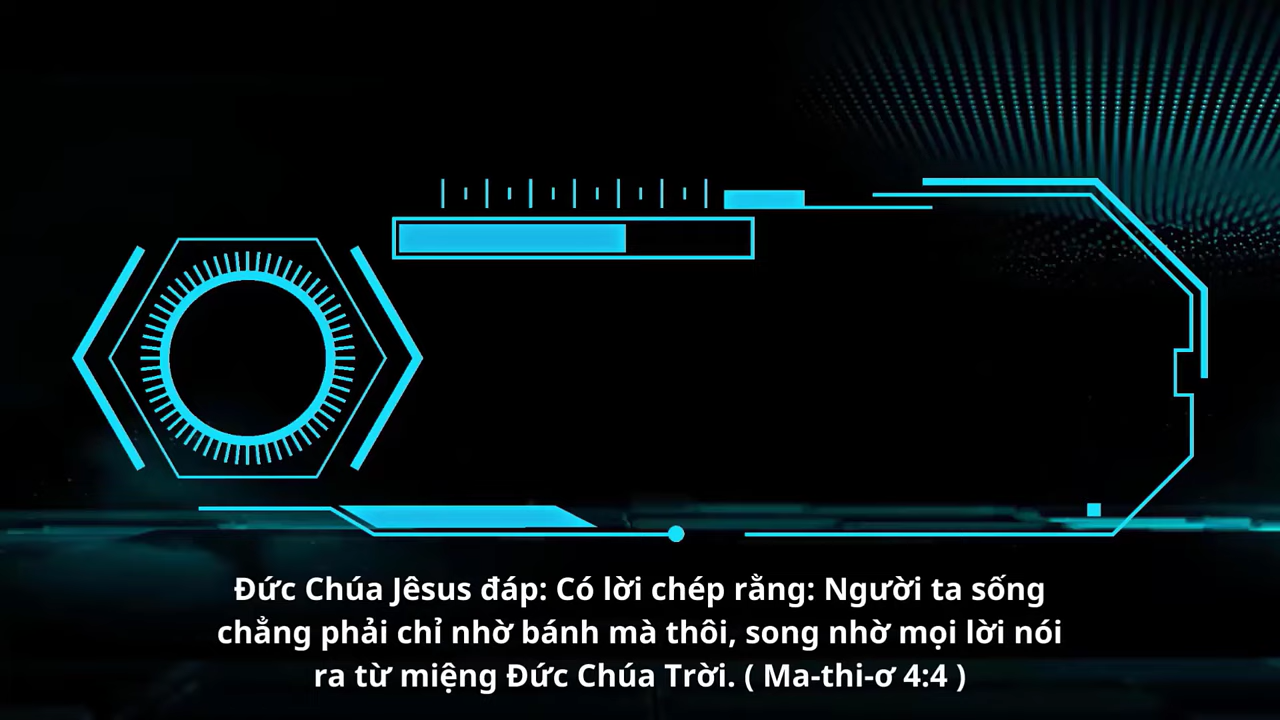 Đức Chúa Jêsus đáp: Có lời chép rằng: Người ta sống
chẳng phải chỉ nhờ bánh mà thôi, song nhờ mọi lời nói
ra từ miệng Đức Chúa Trời. ( Ma-thi-ơ 4:4 )